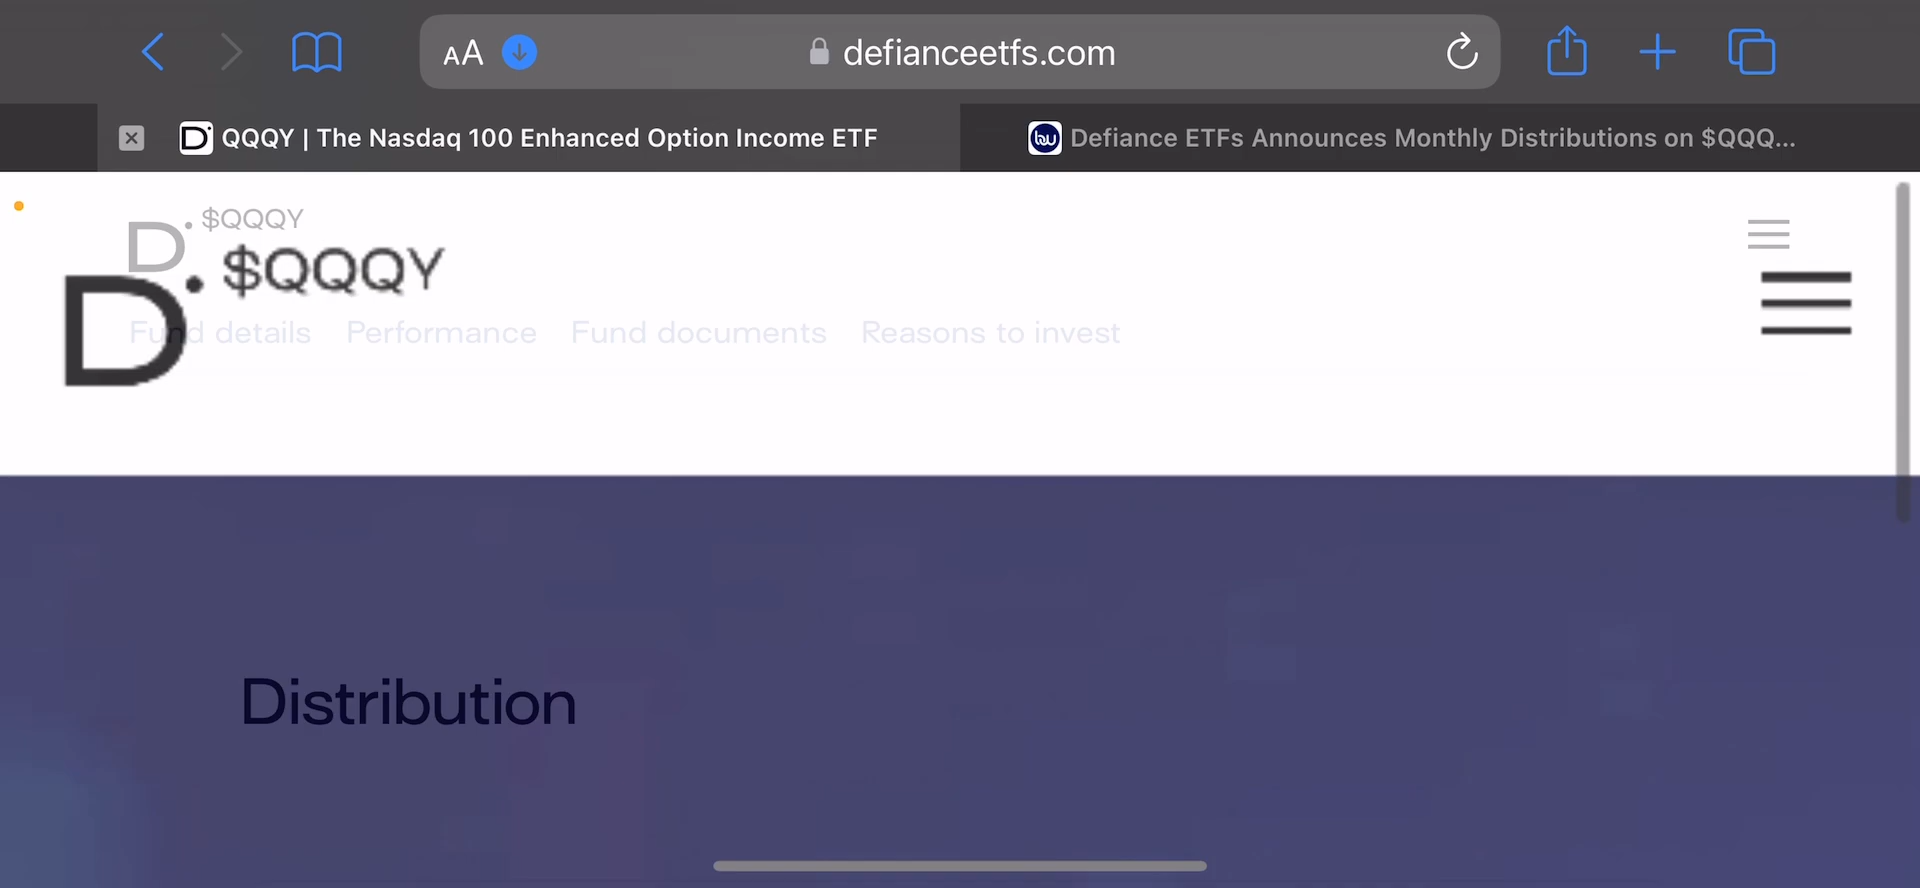 AA
defianceetfs.com
D QQQY | The Nasdaq 100 Enhanced Option Income ETF
Defiance ETFs Announces Monthly Distributions on $QQQ...
D. $QQQY
D. $QQQY
Fund details Performance Fund documents Reasons to invest
Distribution